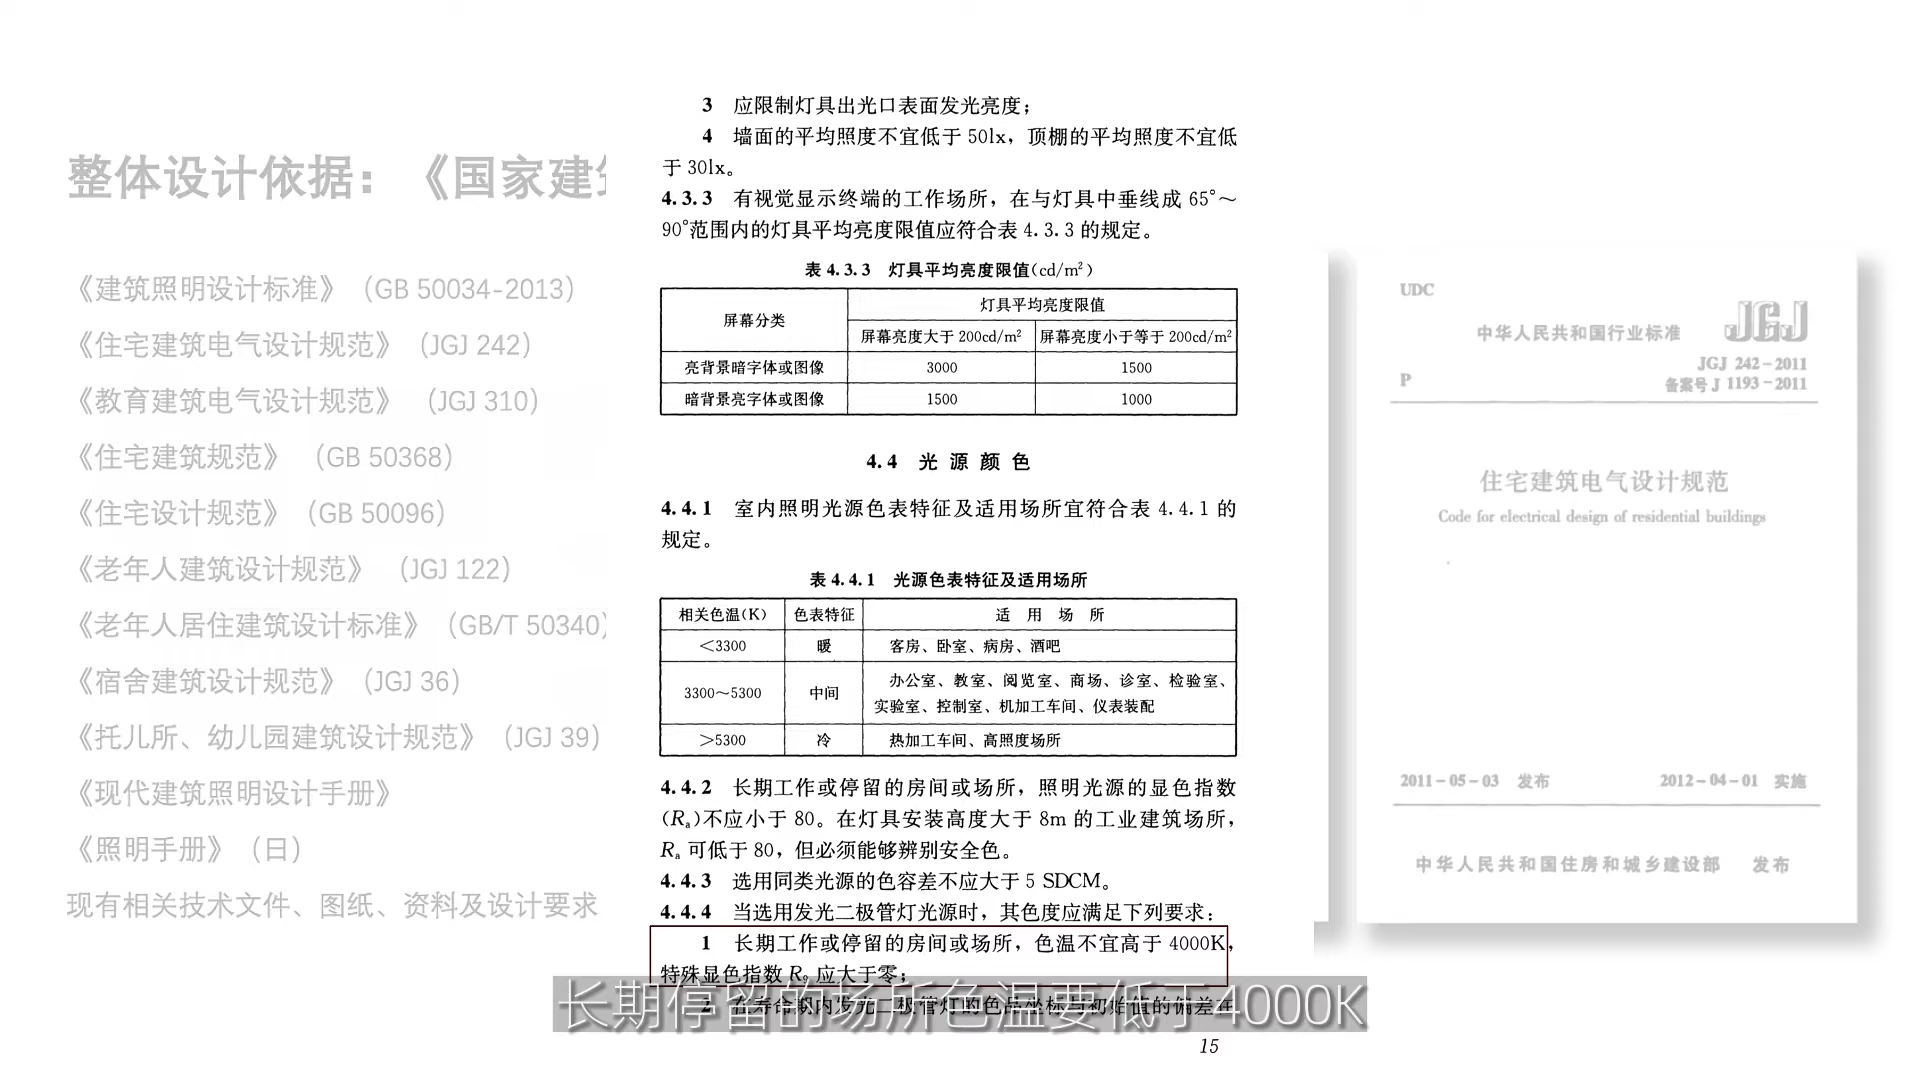 整体设计依据：《国家建
《建筑照明设计标准》（GB 50034-2013）
《住宅建筑电气设计规范》（JGJ 242）
《教育建筑电气设计规范》（JGJ 310）
《住宅建筑规范》（GB 50368）
《住宅设计规范》（GB 50096）
《老年人建筑设计规范》（JGJ 122）
《老年人居住建筑设计标准》（GB/T 50340）
《宿舍建筑设计规范》（JGJ 36）
《托儿所、幼儿园建筑设计规范》（JGJ 39）
《现代建筑照明设计手册》
《照明手册》（日）
现有相关技术文件、图纸、资料及设计要求
3 应限制灯具出光口表面发光亮度；
4 墙面的平均照度不宜低于 50lx，顶棚的平均照度不宜低
于 30lx。
4.3.3 有视觉显示终端的工作场所，在与灯具中垂线成 65°～
90°范围内的灯具平均亮度限值应符合表 4.3.3 的规定。
表 4.3.3 灯具平均亮度限值(cd/m²)
屏幕分类 灯具平均亮度限值
屏幕亮度大于 200cd/m² 屏幕亮度小于等于 200cd/m²
亮背景暗字体或图像 3000 1500
暗背景亮字体或图像 1500 1000
4.4 光源颜色
4.4.1 室内照明光源色表特征及适用场所宜符合表 4.4.1 的
规定。
表 4.4.1 光源色表特征及适用场所
相关色温(K) 色表特征 适用场所
<3300 暖 客房、卧室、病房、酒吧
3300～5300 中间 办公室、教室、阅览室、商场、诊室、检验室、
实验室、控制室、机加工车间、仪表装配
>5300 冷 热加工车间、高照度场所
4.4.2 长期工作或停留的房间或场所，照明光源的显色指数
(Ra)不应小于 80。在灯具安装高度大于 8m 的工业建筑场所，
Ra 可低于 80，但必须能够辨别安全色。
4.4.3 选用同类光源的色容差不应大于 5 SDCM。
4.4.4 当选用发光二极管灯光源时，其色度应满足下列要求：
1 长期工作或停留的房间或场所，色温不宜高于 4000K，
特殊显色指数 R9 应大于零；
2 在寿命期内发光二极管灯的色品坐标与初始值的偏差在
长期停留的场所色温要低于4000K
15
UDC
中华人民共和国行业标准 JGJ
JGJ 242－2011
P 备案号 J 1193－2011
住宅建筑电气设计规范
Code for electrical design of residential buildings
2011－05－03 发布 2012－04－01 实施
中华人民共和国住房和城乡建设部 发布